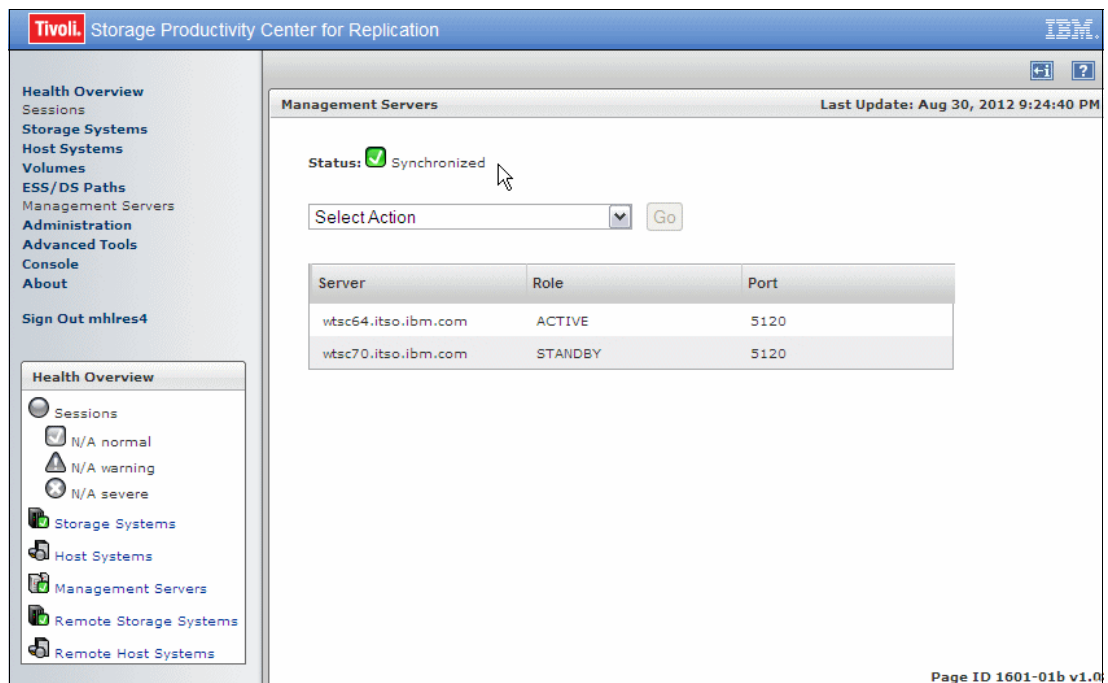 Tivoli. Storage Productivity Center for Replication
IBM.
Health Overview
Sessions
Storage Systems
Host Systems
Volumes
ESS/DS Paths
Management Servers
Administration
Advanced Tools
Console
About
Sign Out mhlres4
Health Overview
Sessions
N/A normal
N/A warning
N/A severe
Storage Systems
Host Systems
Management Servers
Remote Storage Systems
Remote Host Systems
i ?
Management Servers Last Update: Aug 30, 2012 9:24:40 PM
Status: Synchronized
Select Action Go
Server Role Port
wtsc64.itso.ibm.com ACTIVE 5120
wtsc70.itso.ibm.com STANDBY 5120
Page ID 1601-01b v1.0